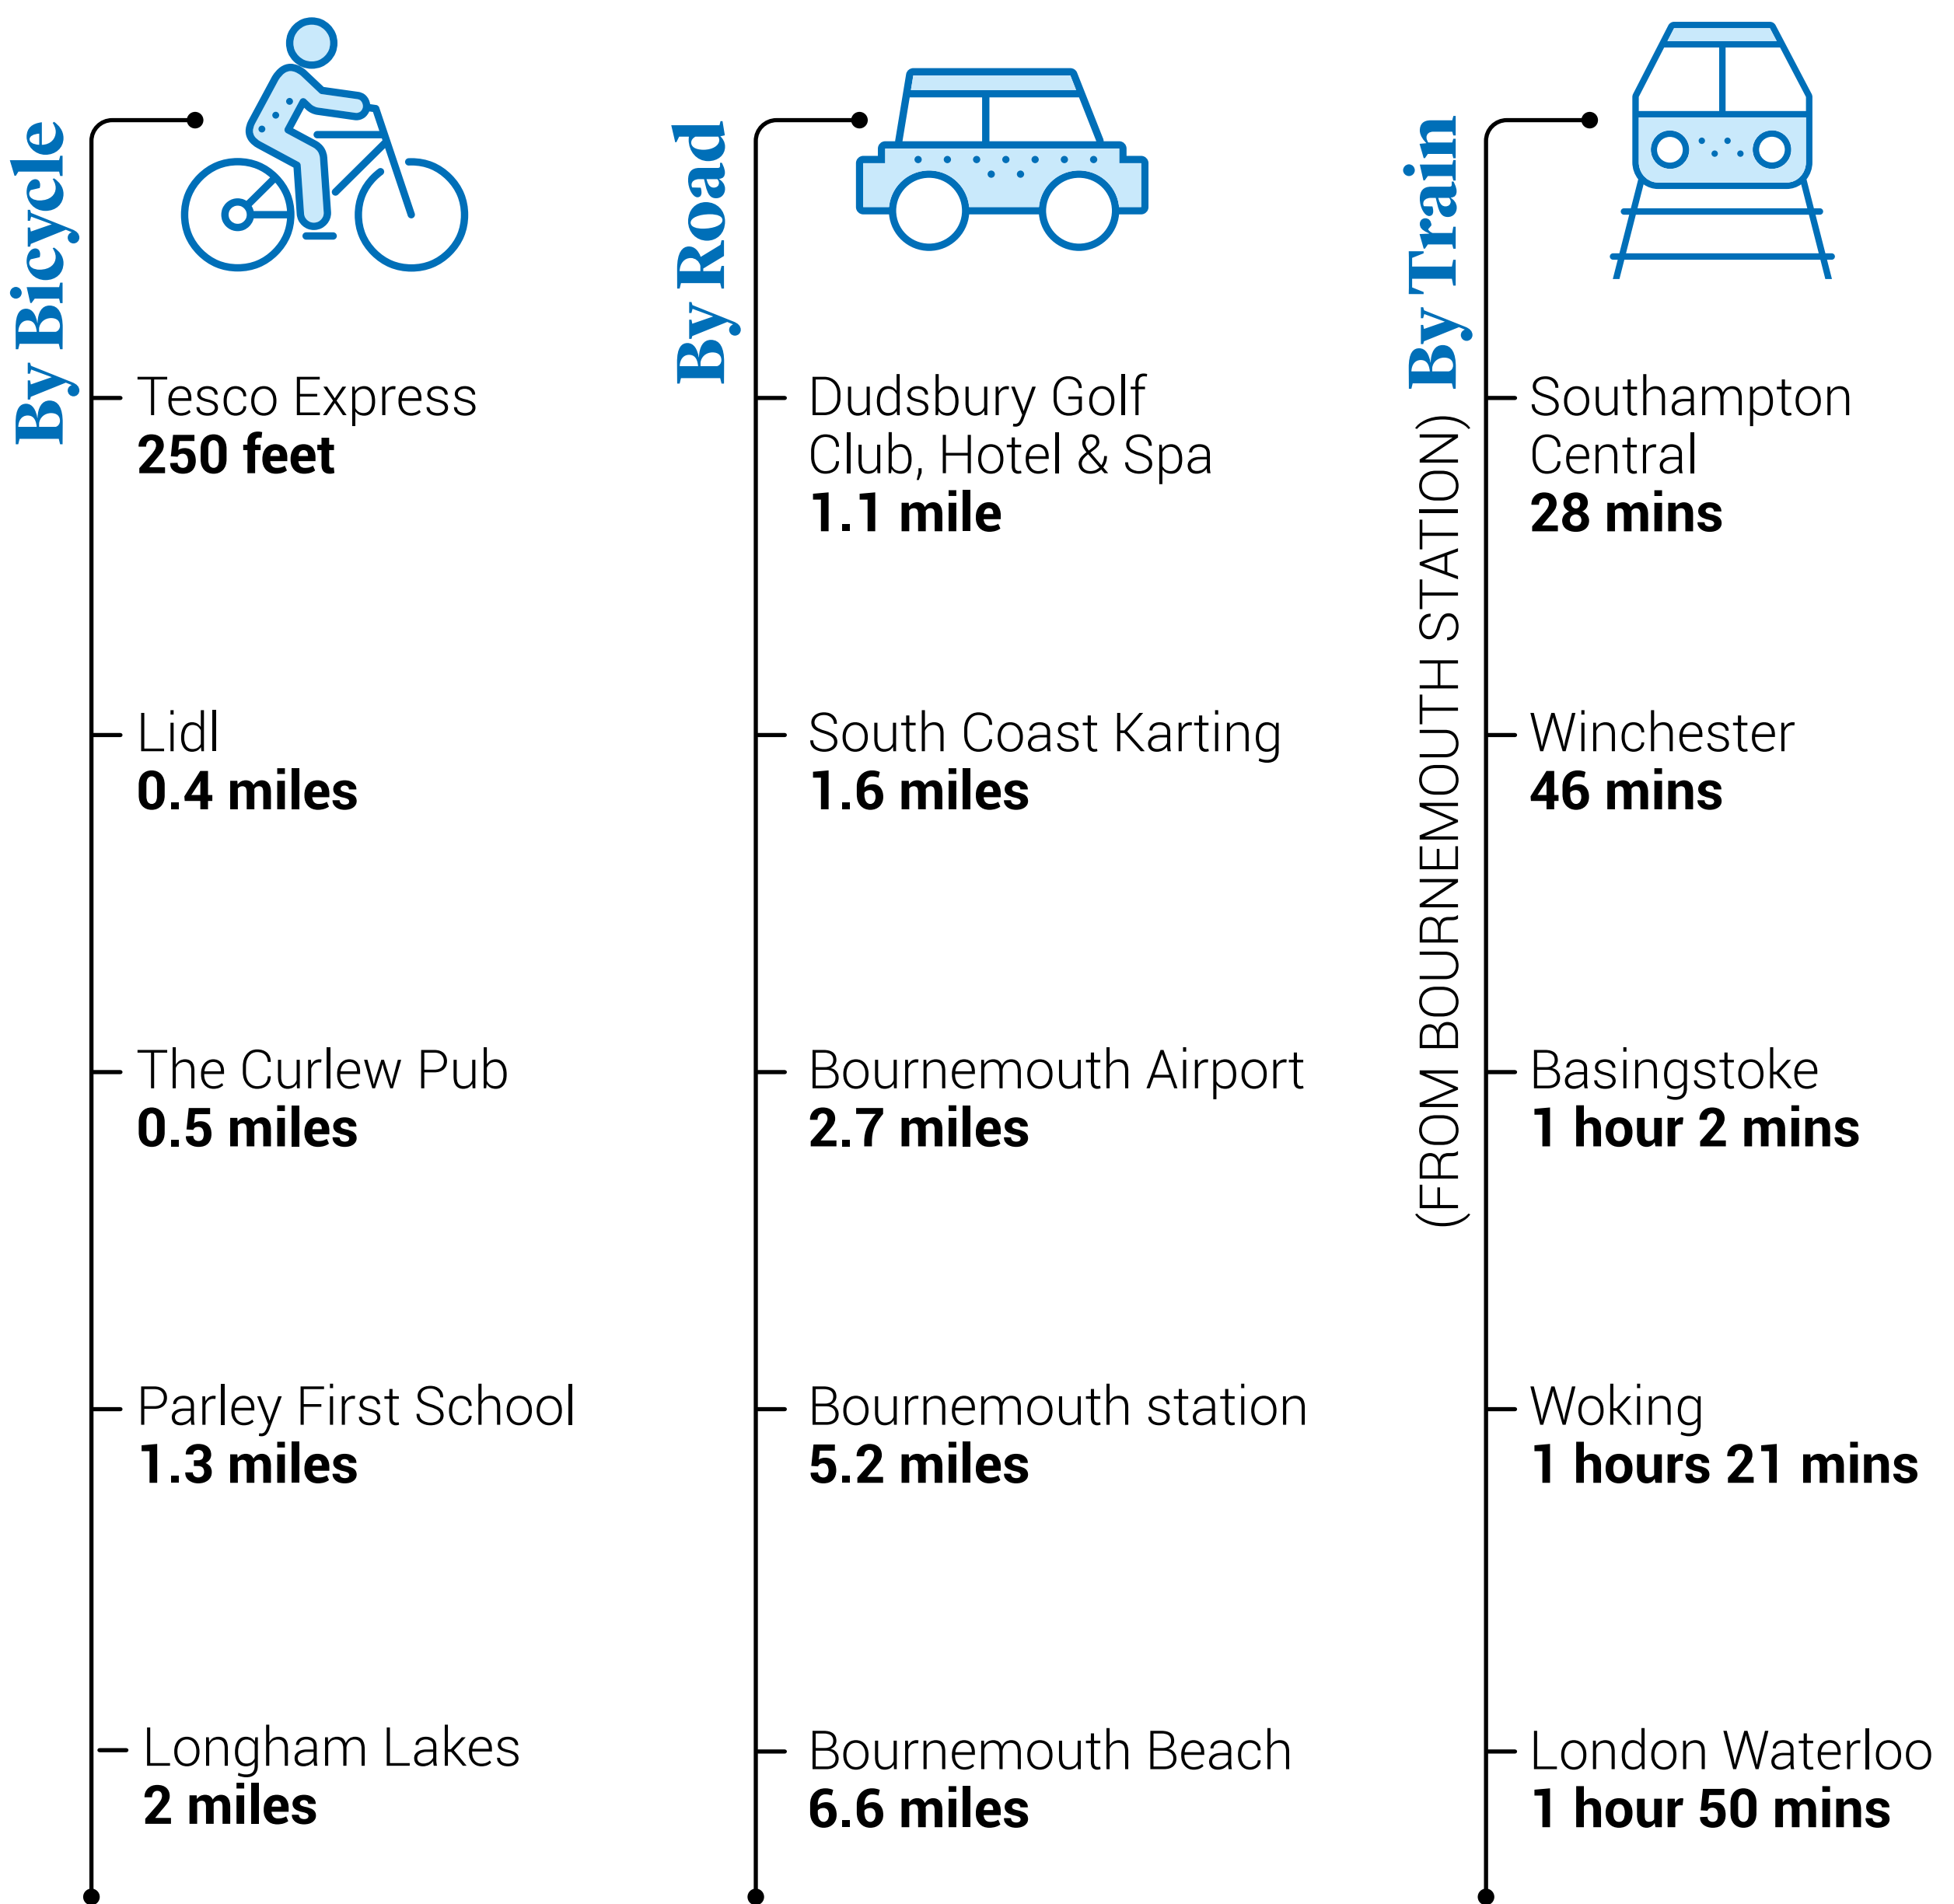 By Bicycle
Tesco Express
250 feet
Lidl
0.4 miles
The Curlew Pub
0.5 miles
Parley First School
1.3 miles
Longham Lakes
2 miles
By Road
Dudsbury Golf
Club, Hotel & Spa
1.1 mile
South Coast Karting
1.6 miles
Bournemouth Airport
2.7 miles
Bournemouth station
5.2 miles
Bournemouth Beach
6.6 miles
By Train (FROM BOURNEMOUTH STATION)
Southampton
Central
28 mins
Winchester
46 mins
Basingstoke
1 hour 2 mins
Woking
1 hours 21 mins
London Waterloo
1 hour 50 mins